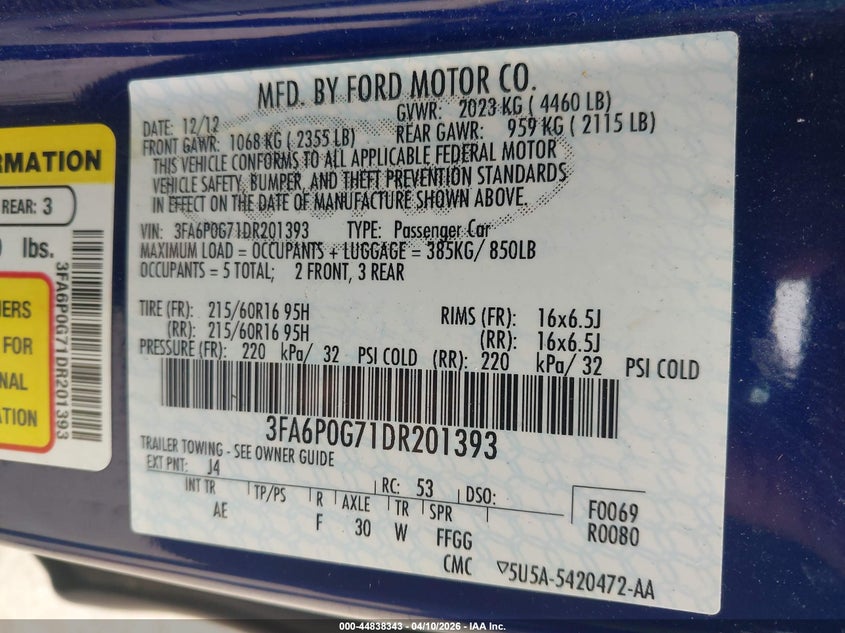 MFD. BY FORD MOTOR CO.
DATE: 12/12 GVWR: 2023 KG ( 4460 LB)
FRONT GAWR: 1068 KG ( 2355 LB) REAR GAWR: 959 KG ( 2115 LB)
THIS VEHICLE CONFORMS TO ALL APPLICABLE FEDERAL MOTOR
VEHICLE SAFETY, BUMPER, AND THEFT PREVENTION STANDARDS
IN EFFECT ON THE DATE OF MANUFACTURE SHOWN ABOVE.
VIN: 3FA6P0G71DR201393 TYPE: Passenger Car
MAXIMUM LOAD = OCCUPANTS + LUGGAGE = 385KG/ 850LB
OCCUPANTS = 5 TOTAL; 2 FRONT, 3 REAR
TIRE (FR): 215/60R16 95H RIMS (FR): 16x6.5J
(RR): 215/60R16 95H (RR): 16x6.5J
PRESSURE (FR): 220 kPa/ 32 PSI COLD (RR): 220 kPa/ 32 PSI COLD
3FA6P0G71DR201393
TRAILER TOWING - SEE OWNER GUIDE
EXT PNT: J4 RC: 53 DSO:
INT TR TP/PS R AXLE TR SPR
AE F 30 W FFGG
CMC
F0069
R0080
▽5U5A-5420472-AA
RMATION
REAR: 3
lbs.
FOR
3FA6P0G71DR201393
000-44838343 | 04/10/2026 - IAA Inc.